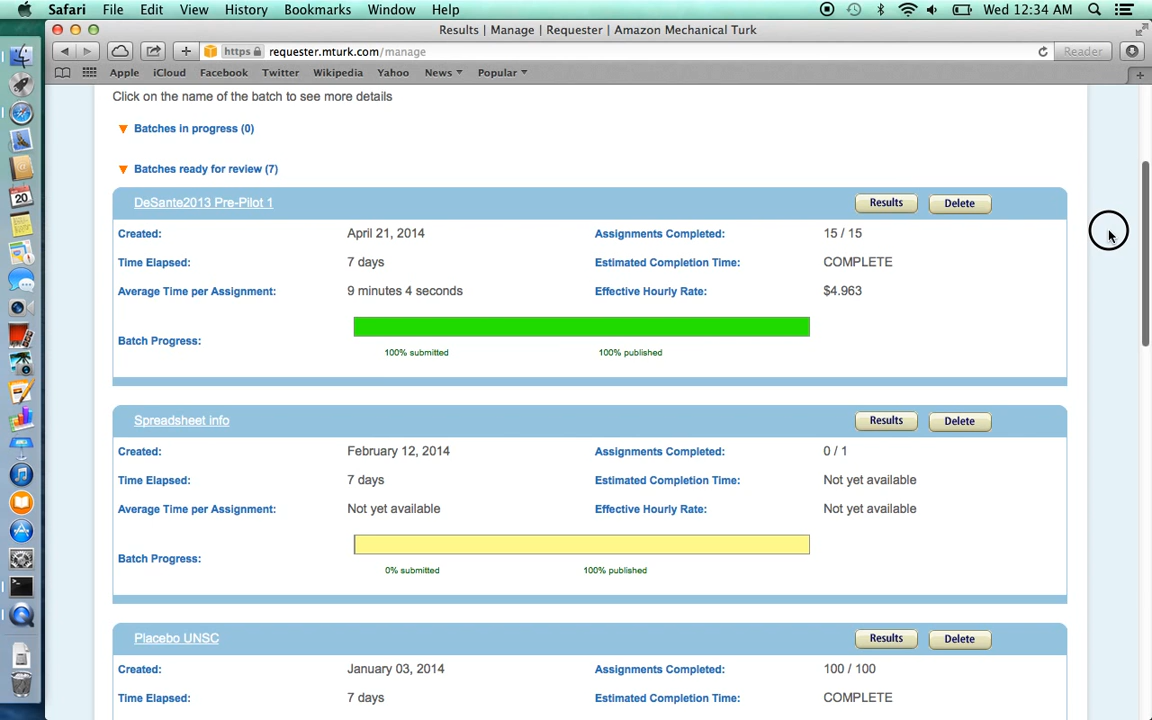 Safari File Edit View History Bookmarks Window Help Wed 12:34 AM
Results | Manage | Requester | Amazon Mechanical Turk
https requester.mturk.com/manage Reader
Apple iCloud Facebook Twitter Wikipedia Yahoo News Popular
Click on the name of the batch to see more details
Batches in progress (0)
Batches ready for review (7)
DeSante2013 Pre-Pilot 1 Results Delete
Created: April 21, 2014 Assignments Completed: 15 / 15
Time Elapsed: 7 days Estimated Completion Time: COMPLETE
Average Time per Assignment: 9 minutes 4 seconds Effective Hourly Rate: $4.963
Batch Progress:
100% submitted 100% published
Spreadsheet info Results Delete
Created: February 12, 2014 Assignments Completed: 0 / 1
Time Elapsed: 7 days Estimated Completion Time: Not yet available
Average Time per Assignment: Not yet available Effective Hourly Rate: Not yet available
Batch Progress:
0% submitted 100% published
Placebo UNSC Results Delete
Created: January 03, 2014 Assignments Completed: 100 / 100
Time Elapsed: 7 days Estimated Completion Time: COMPLETE
20